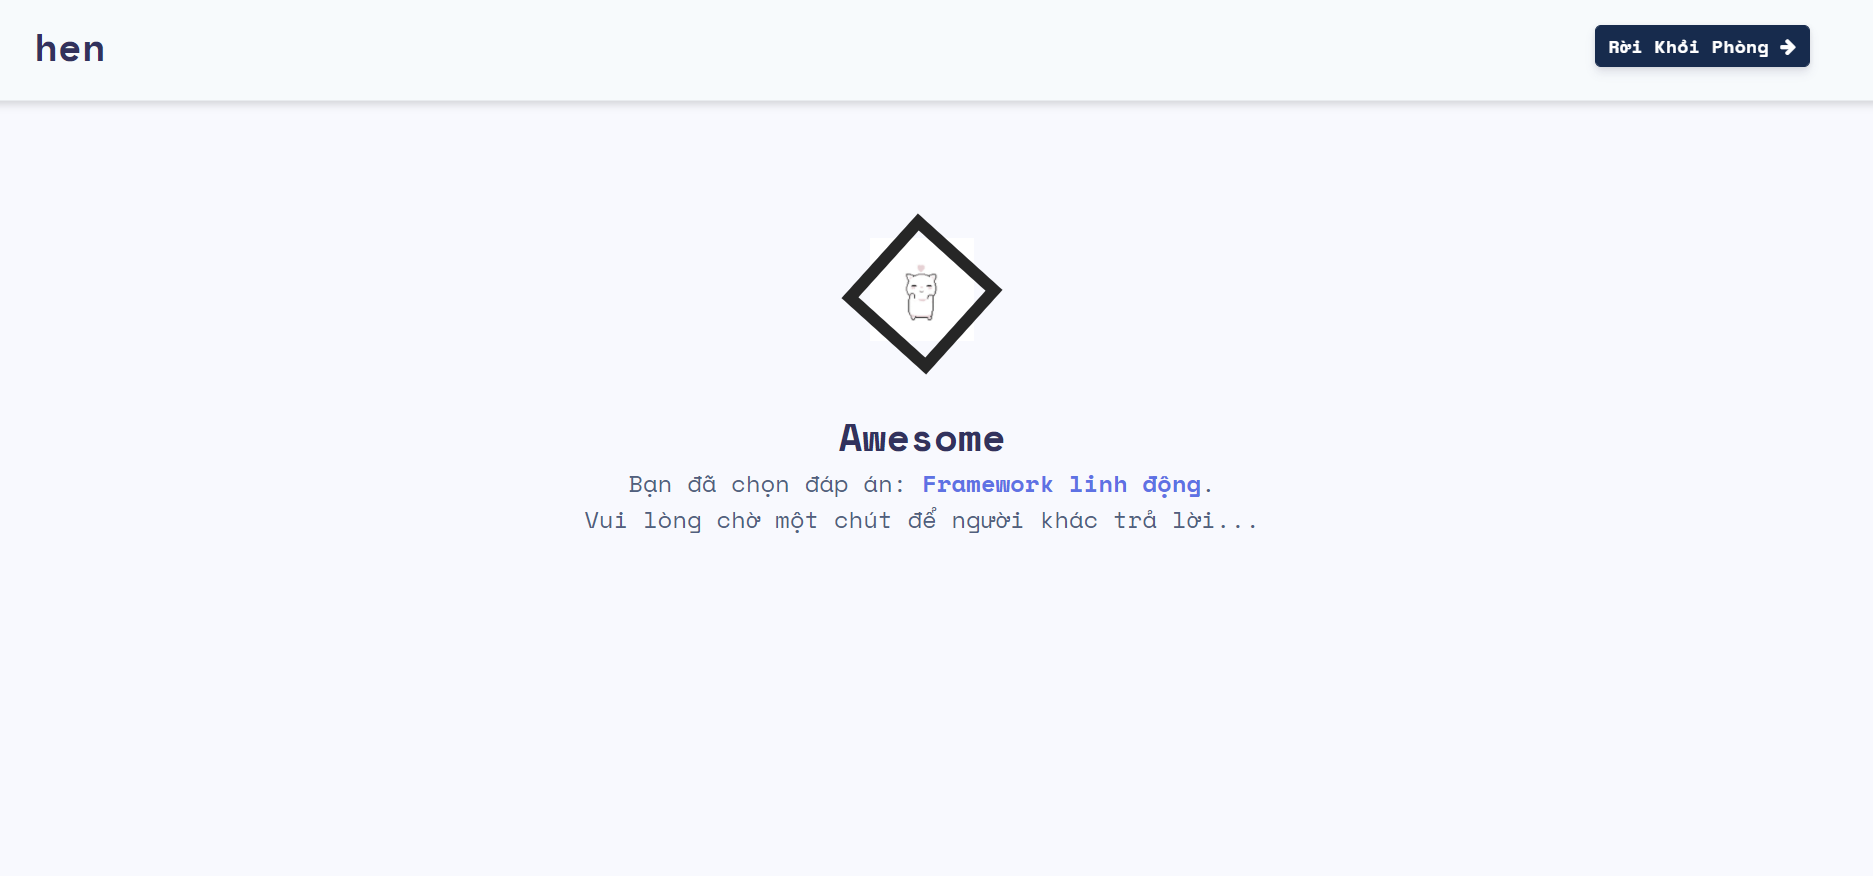 hen
Rời Khỏi Phòng
Awesome
Bạn đã chọn đáp án: Framework linh động.
Vui lòng chờ một chút để người khác trả lời...